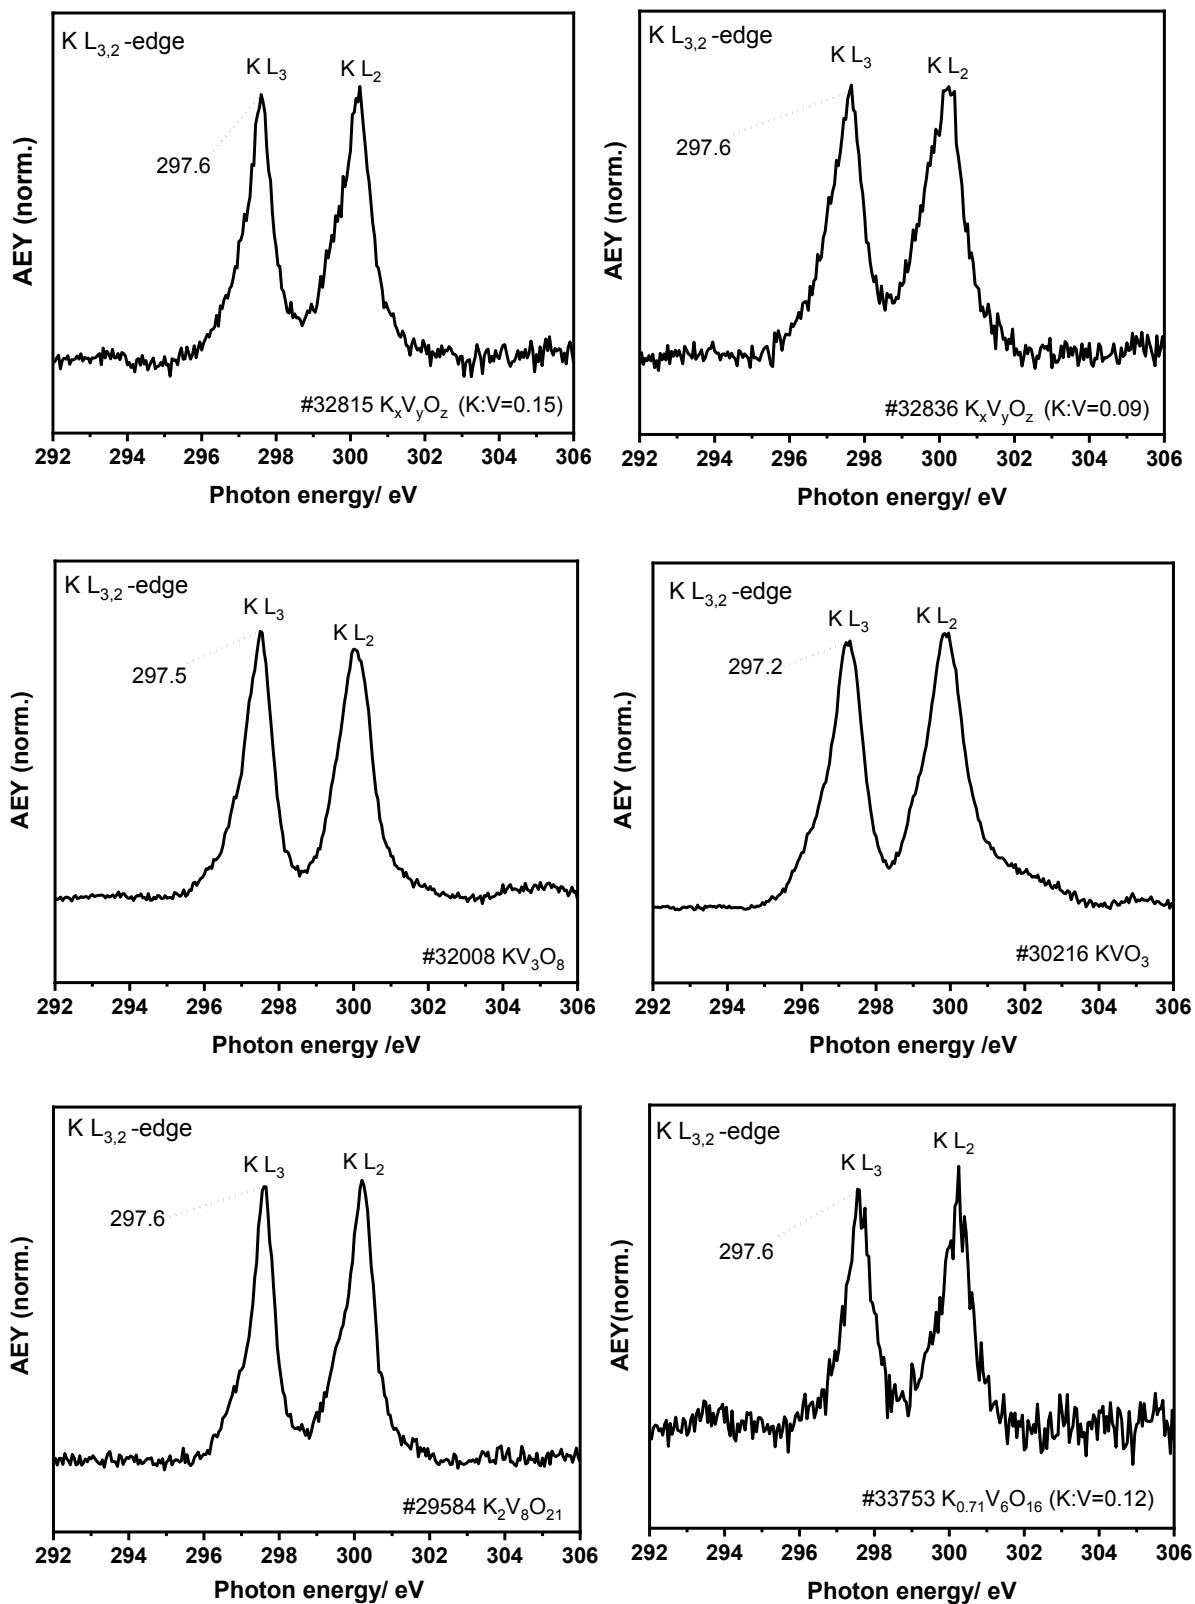 K L3,2 -edge
K L3
K L2
297.6
AEY (norm.)
#32815 KxVyOz (K:V=0.15)
292 294 296 298 300 302 304 306
Photon energy/ eV
K L3,2 -edge
K L3
K L2
297.6
AEY (norm.)
#32836 KxVyOz (K:V=0.09)
292 294 296 298 300 302 304 306
Photon energy/ eV
K L3,2 -edge
K L3
K L2
297.5
AEY (norm.)
#32008 KV3O8
292 294 296 298 300 302 304 306
Photon energy /eV
K L3,2 -edge
K L3
K L2
297.2
AEY (norm.)
#30216 KVO3
292 294 296 298 300 302 304 306
Photon energy /eV
K L3,2 -edge
K L3
K L2
297.6
AEY (norm.)
#29584 K2V8O21
292 294 296 298 300 302 304 306
Photon energy/ eV
K L3,2 -edge
K L3
K L2
297.6
AEY(norm.)
#33753 K0.71V6O16 (K:V=0.12)
292 294 296 298 300 302 304 306
Photon energy/ eV